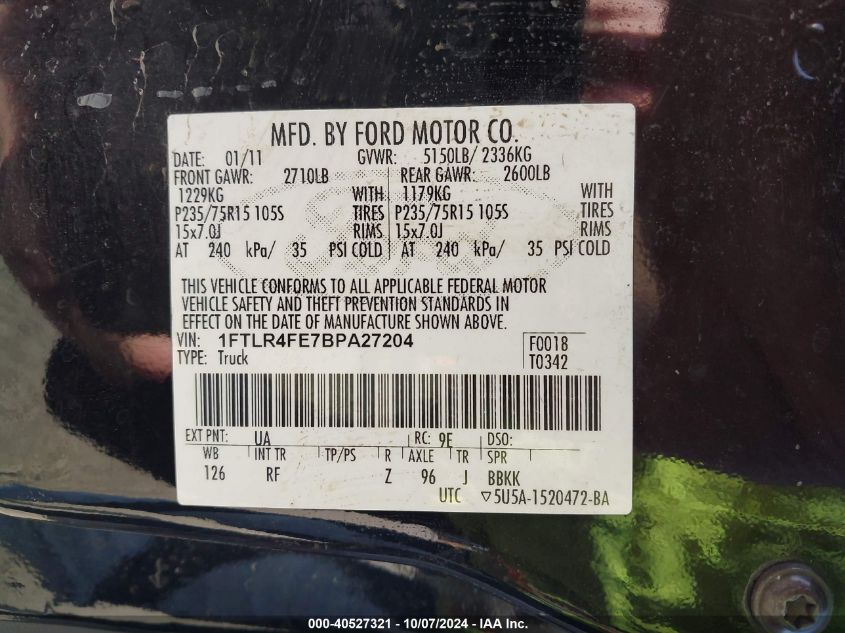 MFD. BY FORD MOTOR CO.
DATE: 01/11 GVWR: 5150LB/ 2336KG
FRONT GAWR: 2710LB REAR GAWR: 2600LB
1229KG WITH 1179KG WITH
P235/75R15 105S TIRES P235/75R15 105S TIRES
15x7.0J RIMS 15x7.0J RIMS
AT 240 kPa/ 35 PSI COLD AT 240 kPa/ 35 PSI COLD
THIS VEHICLE CONFORMS TO ALL APPLICABLE FEDERAL MOTOR
VEHICLE SAFETY AND THEFT PREVENTION STANDARDS IN
EFFECT ON THE DATE OF MANUFACTURE SHOWN ABOVE.
VIN: 1FTLR4FE7BPA27204 F0018
TYPE: Truck T0342
EXT PNT: UA RC: 9E DSO:
WB INT TR TP/PS R AXLE TR SPR
126 RF Z 96 J BBKK
UTC ▽5U5A-1520472-BA
000-40527321 - 10/07/2024 - IAA Inc.